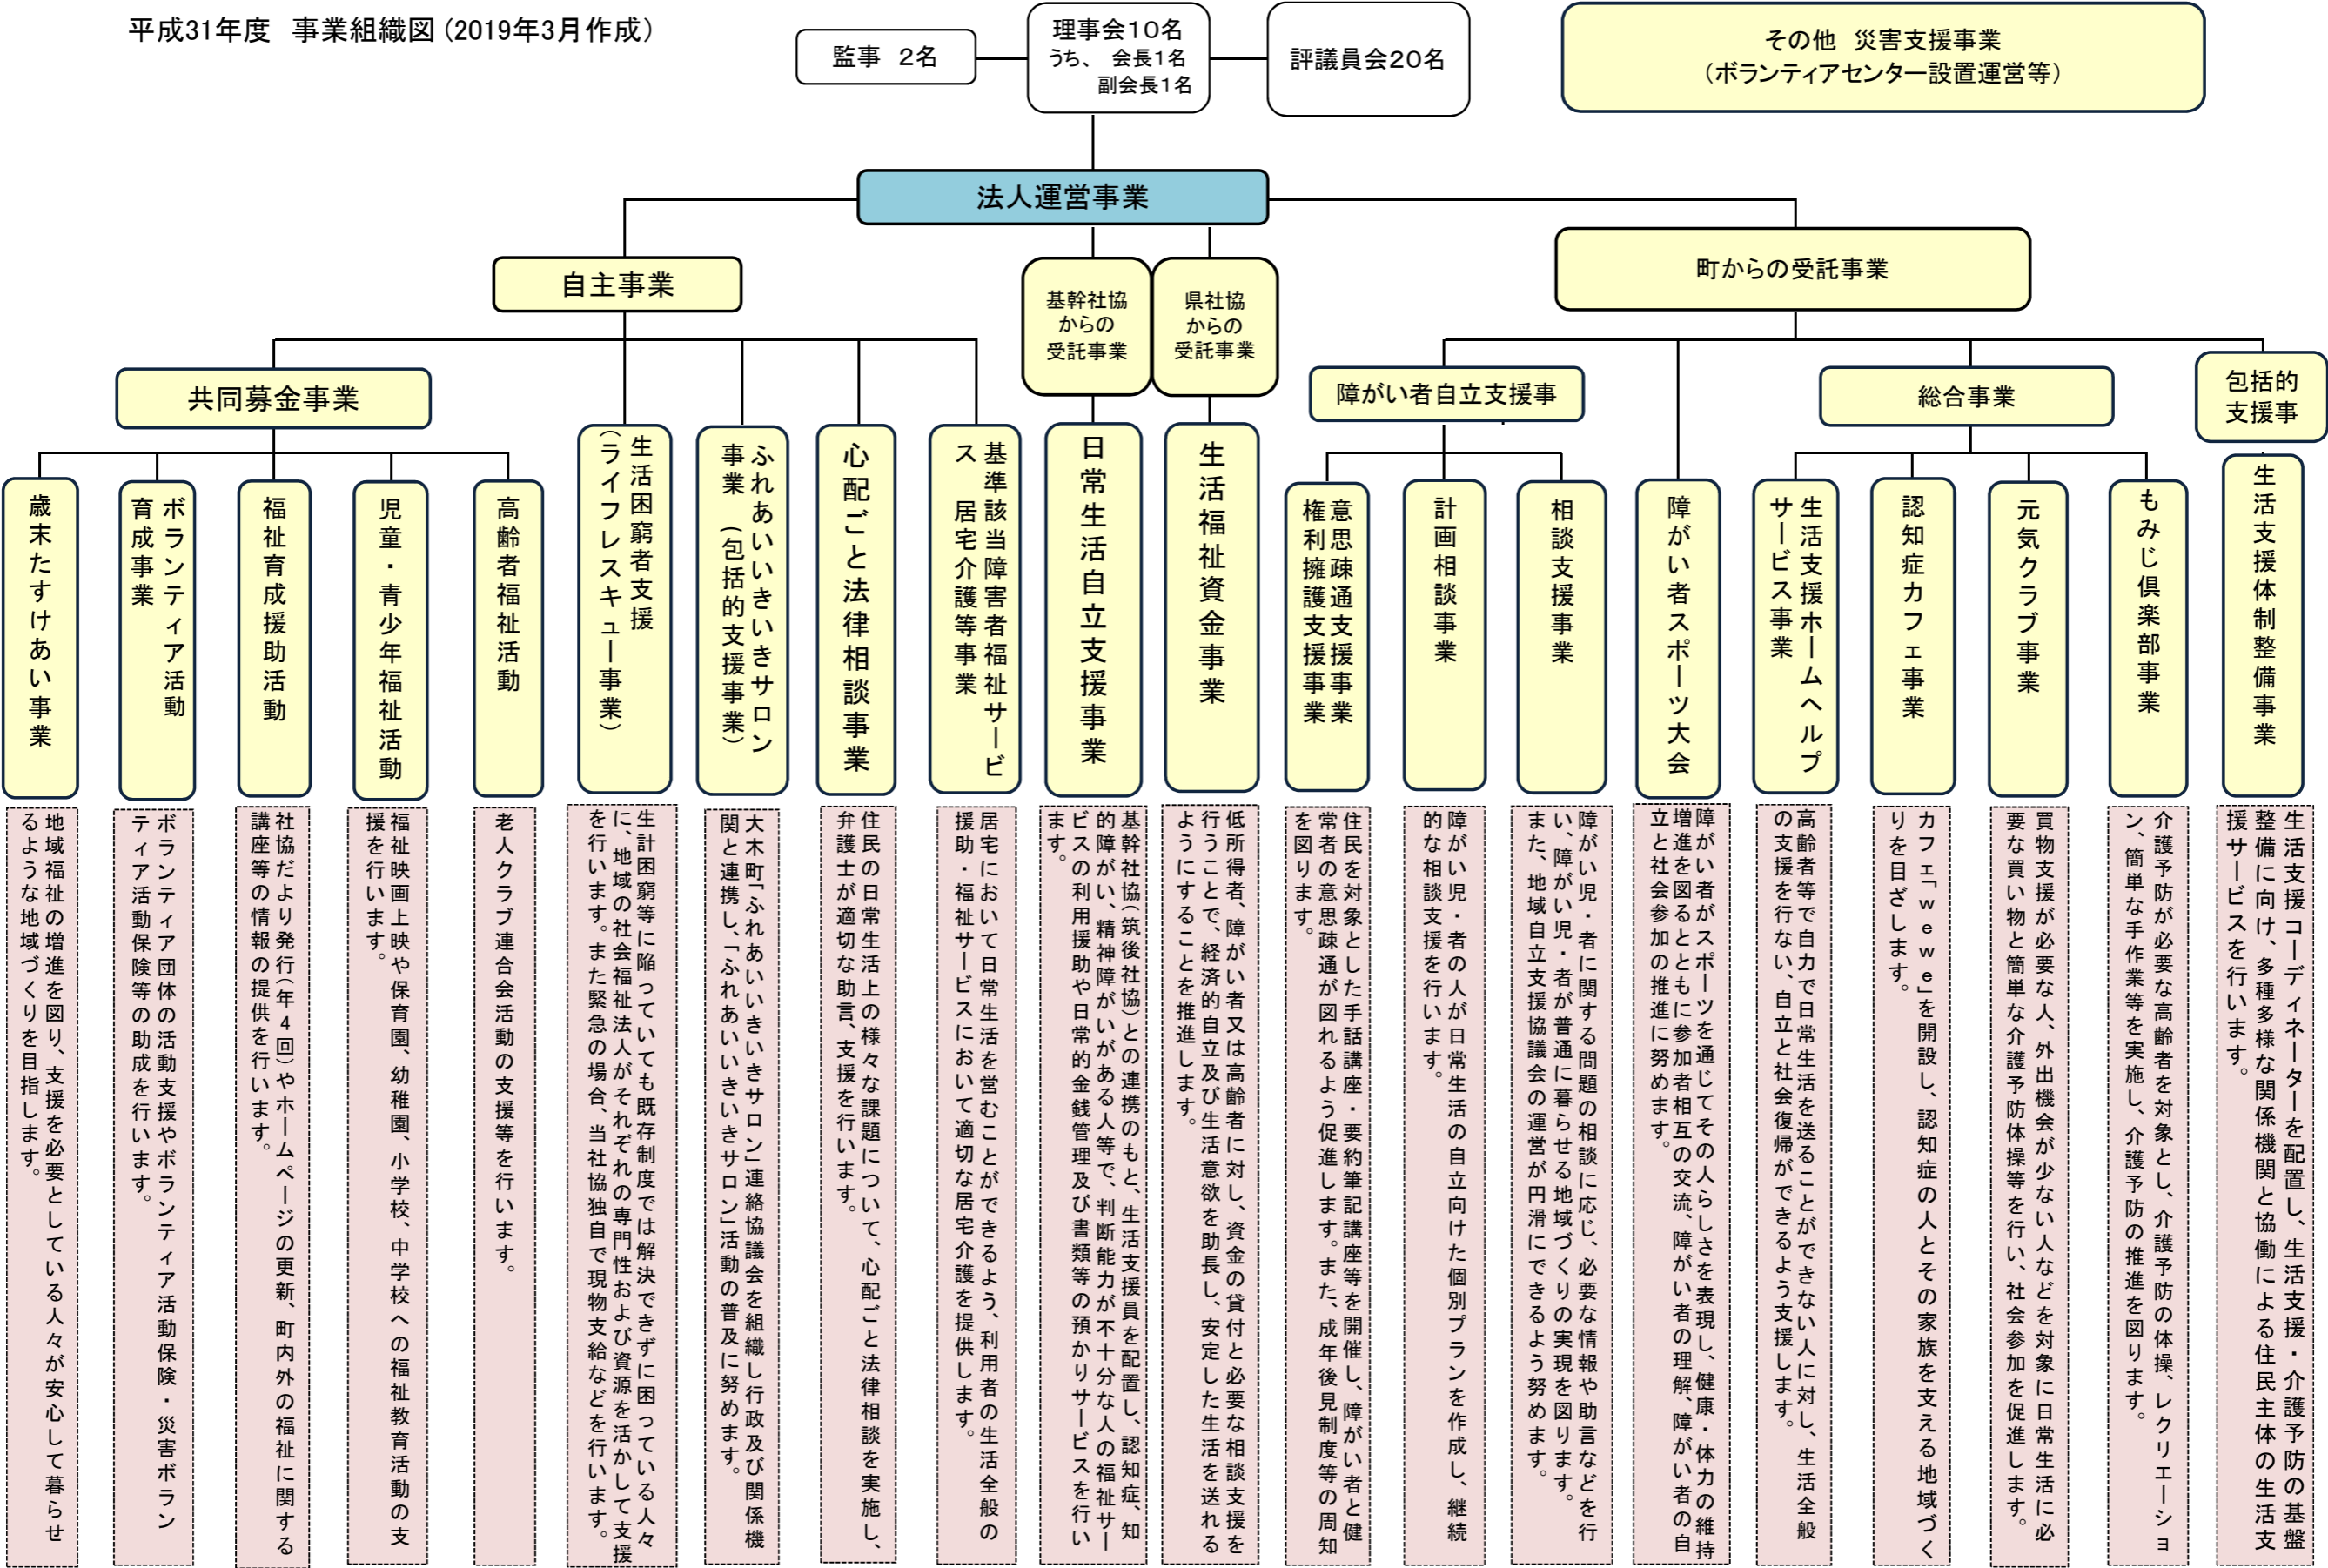 平成31年度　事業組織図（2019年3月作成）
監事　2名
理事会10名
うち、　会長1名
副会長1名
評議員会20名
その他　災害支援事業
（ボランティアセンター設置運営等）
法人運営事業
自主事業
基幹社協
からの
受託事業
県社協
からの
受託事業
町からの受託事業
共同募金事業
障がい者自立支援事
総合事業
包括的
支援事
歳末たすけあい事業
ボランティア活動
育成事業
福祉育成援助活動
児童・青少年福祉活動
高齢者福祉活動
生活困窮者支援
（ライフレスキュー事業）
ふれあいいきいきサロン
事業　（包括的支援事業）
心配ごと法律相談事業
基準該当障害者福祉サービ
ス　居宅介護等事業
日常生活自立支援事業
生活福祉資金事業
意思疎通支援事業
権利擁護支援事業
計画相談事業
相談支援事業
障がい者スポーツ大会
生活支援ホームヘルプ
サービス事業
認知症カフェ事業
元気クラブ事業
もみじ倶楽部事業
生活支援体制整備事業
地域福祉の増進を図り、支援を必要としている人々が安心して暮らせ
るような地域づくりを目指します。
ボランティア団体の活動支援やボランティア活動保険・災害ボラン
ティア活動保険等の助成を行います。
社協だより発行（年4回）やホームページの更新、町内外の福祉に関する
講座等の情報の提供を行います。
福祉映画上映や保育園、幼稚園、小学校、中学校への福祉教育活動の支
援を行います。
老人クラブ連合会活動の支援等を行います。
生計困窮等に陥っていても既存制度では解決できずに困っている人々
に、地域の社会福祉法人がそれぞれの専門性および資源を活かして支援
を行います。また緊急の場合、当社協独自で現物支給などを行います。
大木町「ふれあいいきいきサロン」連絡協議会を組織し行政及び関係機
関と連携し、「ふれあいいきいきサロン」活動の普及に努めます。
住民の日常生活上の様々な課題について、心配ごと法律相談を実施し、
弁護士が適切な助言、支援を行います。
居宅において日常生活を営むことができるよう、利用者の生活全般の
援助・福祉サービスにおいて適切な居宅介護を提供します。
基幹社協（筑後社協）との連携のもと、生活支援員を配置し、認知症、知
的障がい、精神障がいがある人等で、判断能力が不十分な人の福祉サー
ビスの利用援助や日常的金銭管理及び書類等の預かりサービスを行い
ます。
低所得者、障がい者又は高齢者に対し、資金の貸付と必要な相談支援を
行うことで、経済的自立及び生活意欲を助長し、安定した生活を送れる
ようにすることを推進します。
住民を対象とした手話講座・要約筆記講座等を開催し、障がい者と健
常者の意思疎通が図れるよう促進します。また、成年後見制度等の周知
を図ります。
障がい児・者の人が日常生活の自立向けた個別プランを作成し、継続
的な相談支援を行います。
障がい児・者に関する問題の相談に応じ、必要な情報や助言などを行
い、障がい児・者が普通に暮らせる地域づくりの実現を図ります。
また、地域自立支援協議会の運営が円滑にできるよう努めます。
障がい者がスポーツを通じてその人らしさを表現し、健康・体力の維持
増進を図るとともに参加者相互の交流、障がい者の理解、障がい者の自
立と社会参加の推進に努めます。
高齢者等で自力で日常生活を送ることができない人に対し、生活全般
の支援を行ない、自立と社会復帰ができるよう支援します。
カフェ「ｗｅｗｅ」を開設し、認知症の人とその家族を支える地域づく
りを目ざします。
買物支援が必要な人、外出機会が少ない人などを対象に日常生活に必
要な買い物と簡単な介護予防体操等を行い、社会参加を促進します。
介護予防が必要な高齢者を対象とし、介護予防の体操、レクリエーショ
ン、簡単な手作業等を実施し、介護予防の推進を図ります。
生活支援コーディネーターを配置し、生活支援・介護予防の基盤
整備に向け、多種多様な関係機関と協働による住民主体の生活支
援サービスを行います。